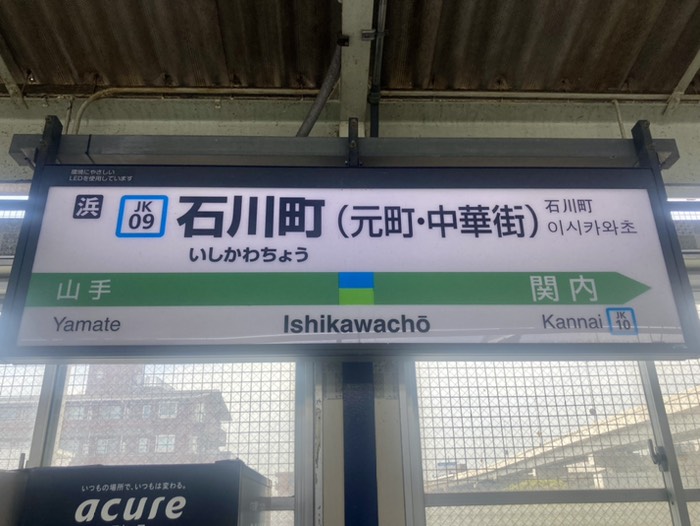 環境にやさしい
LEDを使用しています
浜 JK 09 石川町（元町・中華街） 石川町
いしかわちょう 이시카와초
山手 関内
Yamate Ishikawachō Kannai JK 10
いつもの場所で、いつもは変わる。
acure